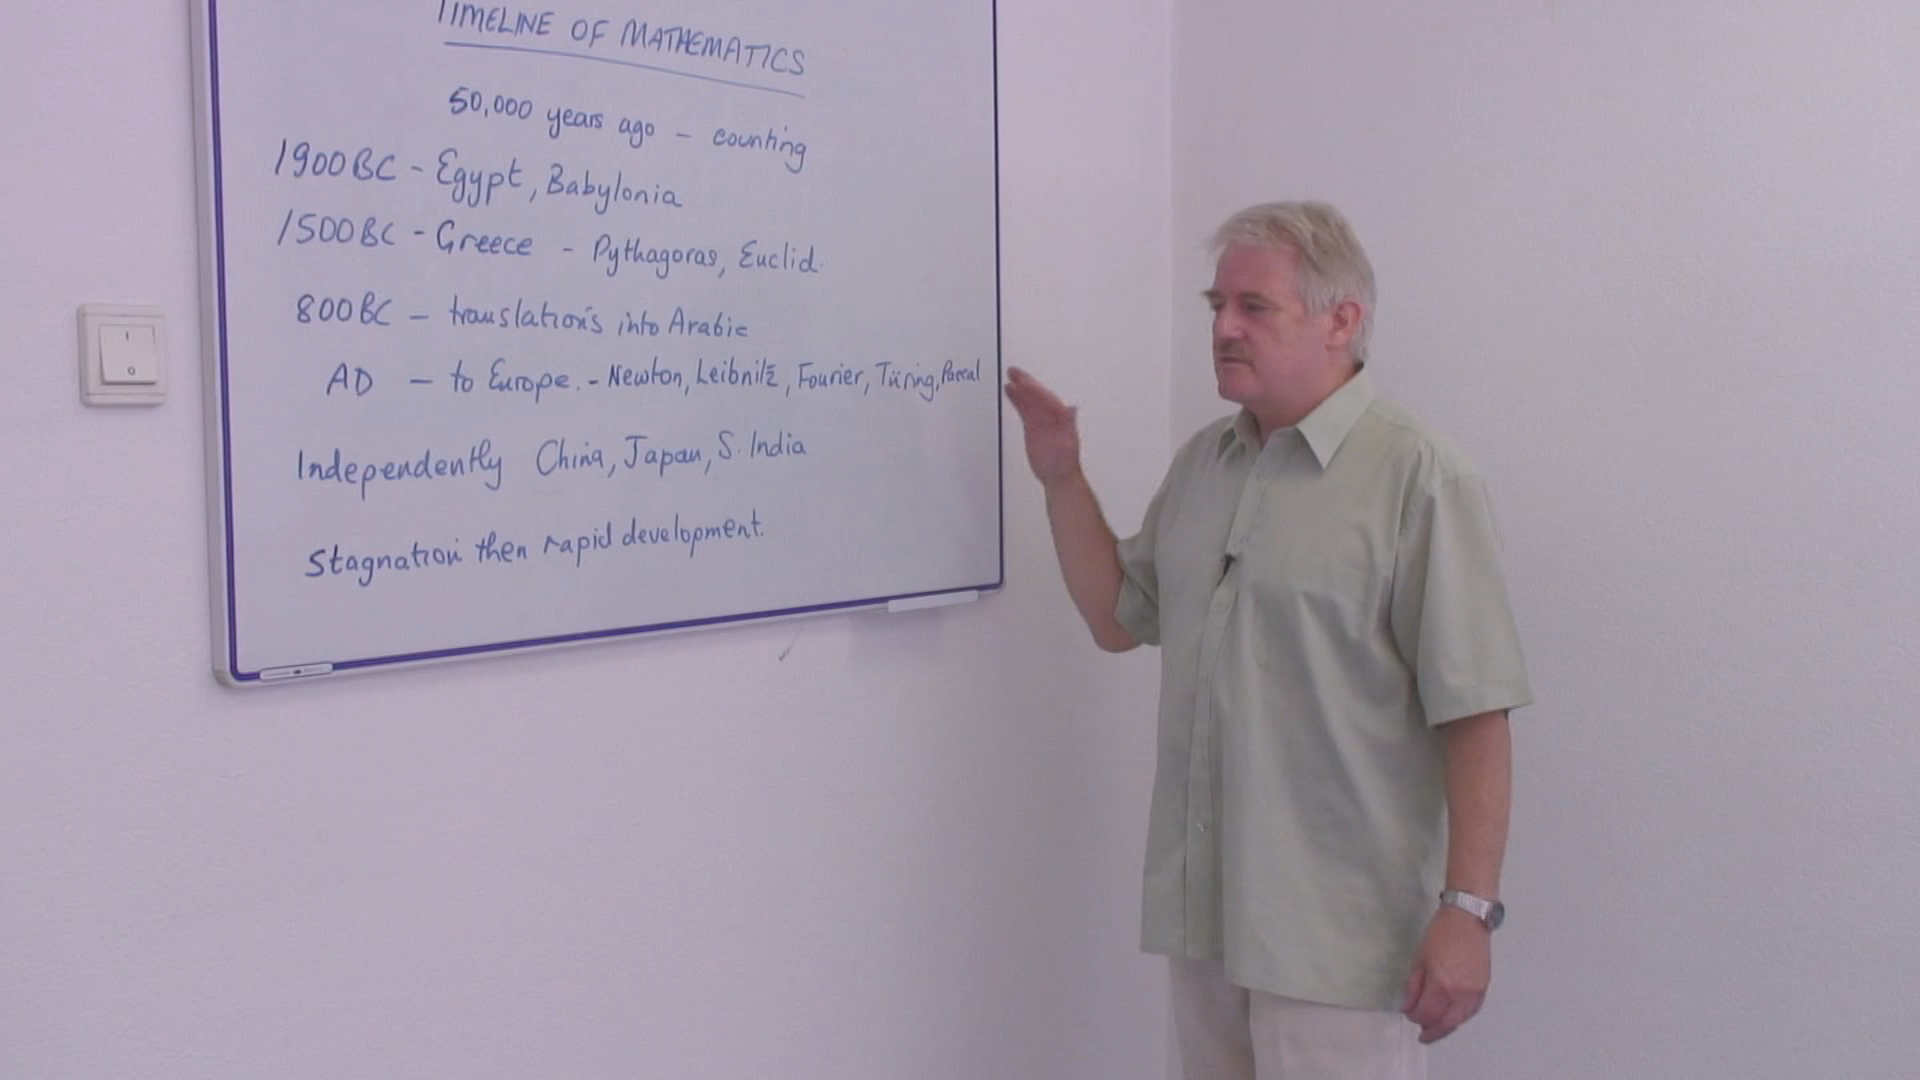 TIMELINE OF MATHEMATICS
50,000 years ago - counting
1900 BC - Egypt, Babylonia
1500 BC - Greece - Pythagoras, Euclid.
800 BC - translations into Arabic
AD - to Europe. - Newton, Leibnitz, Fourier, Türing, Pascal
Independently China, Japan, S. India
Stagnation then rapid development.